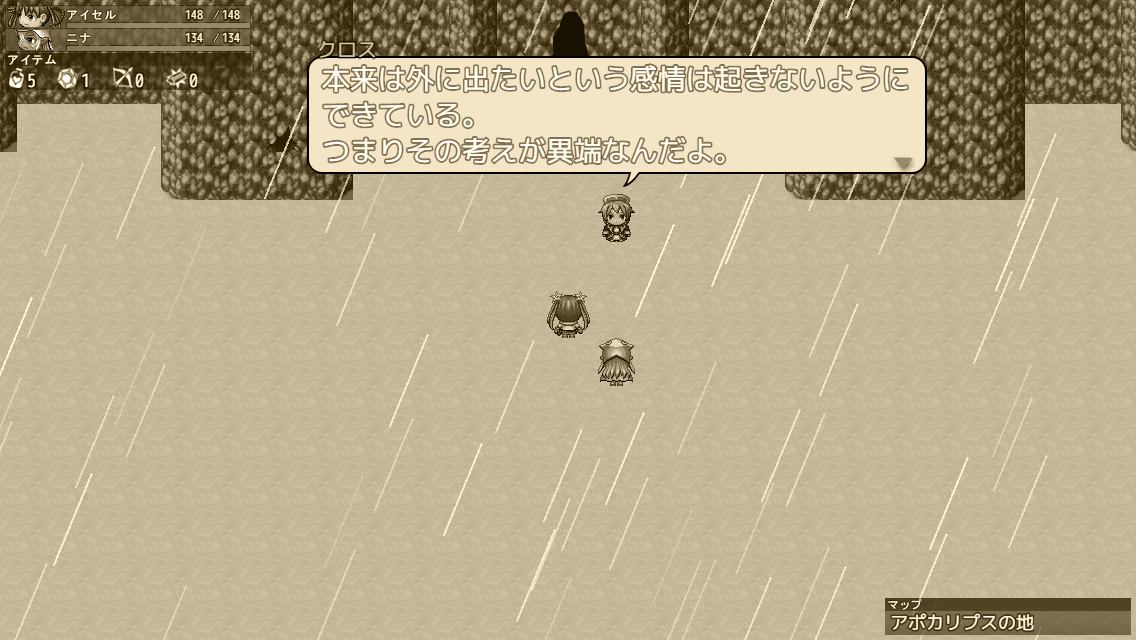 アイセル 148 / 148
ニナ 134 / 134
アイテム
5 1 0 0
クロス
本来は外に出たいという感情は起きないように
できている。
つまりその考えが異端なんだよ。
マップ
アポカリプスの地